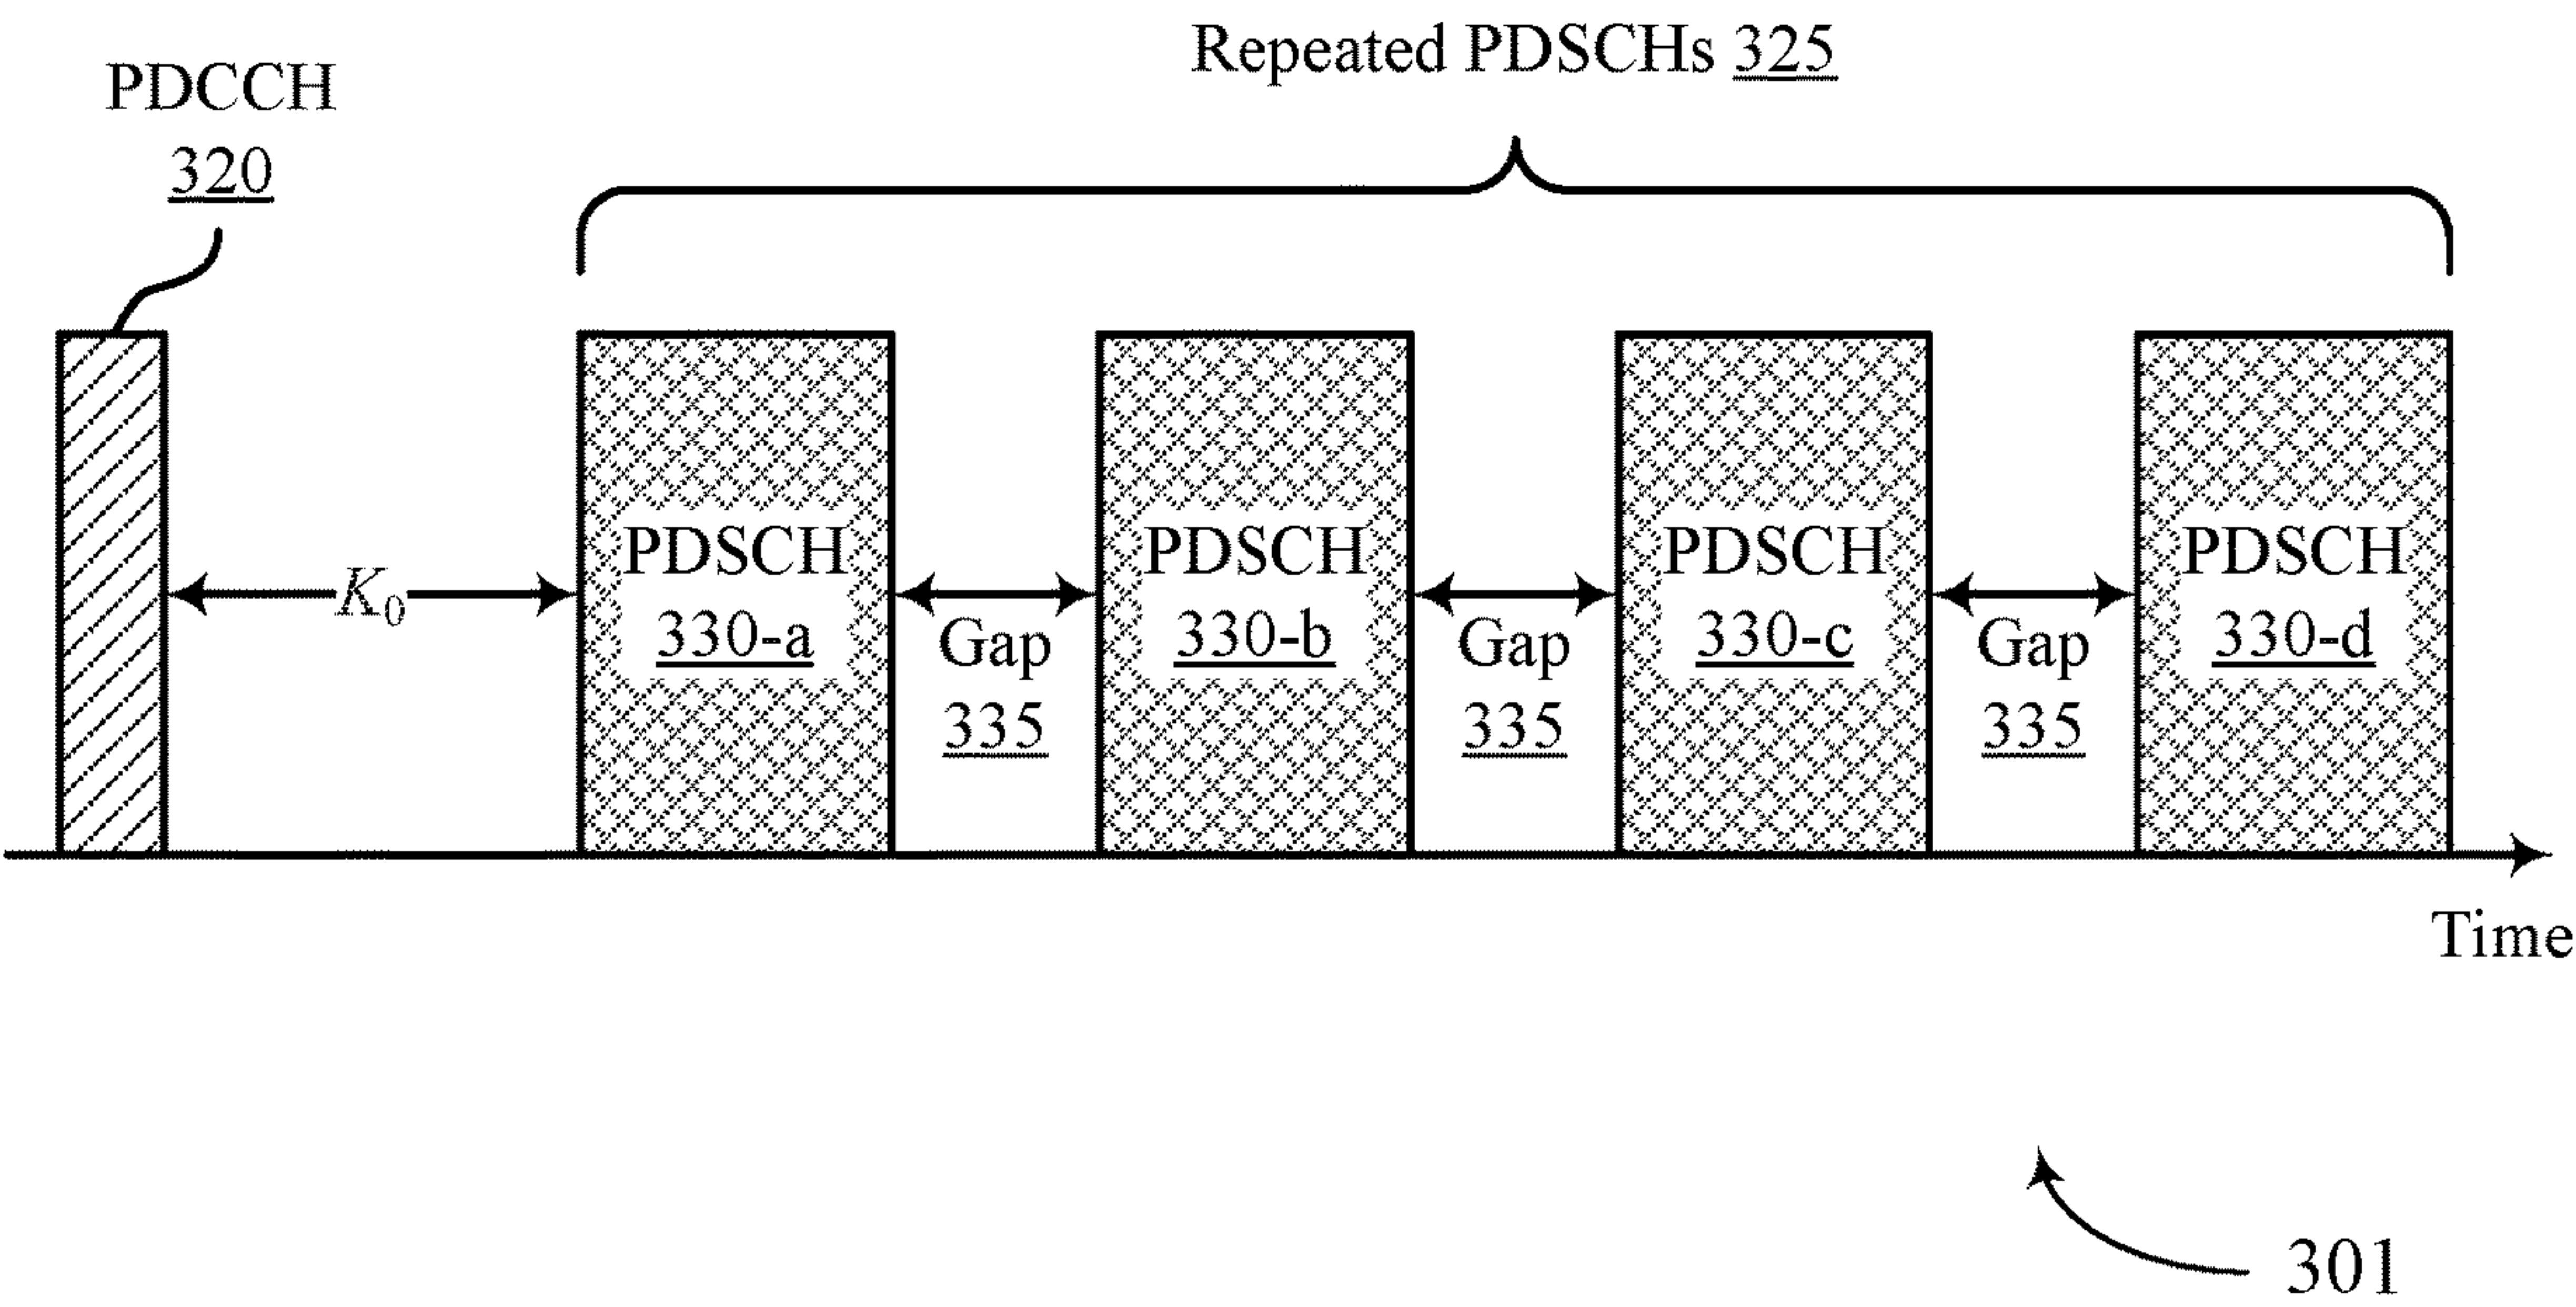 Repeated PDSCHs 325
PDCCH
320
K0
PDSCH
330-a
Gap
335
PDSCH
330-b
Gap
335
PDSCH
330-c
Gap
335
PDSCH
330-d
Time
301